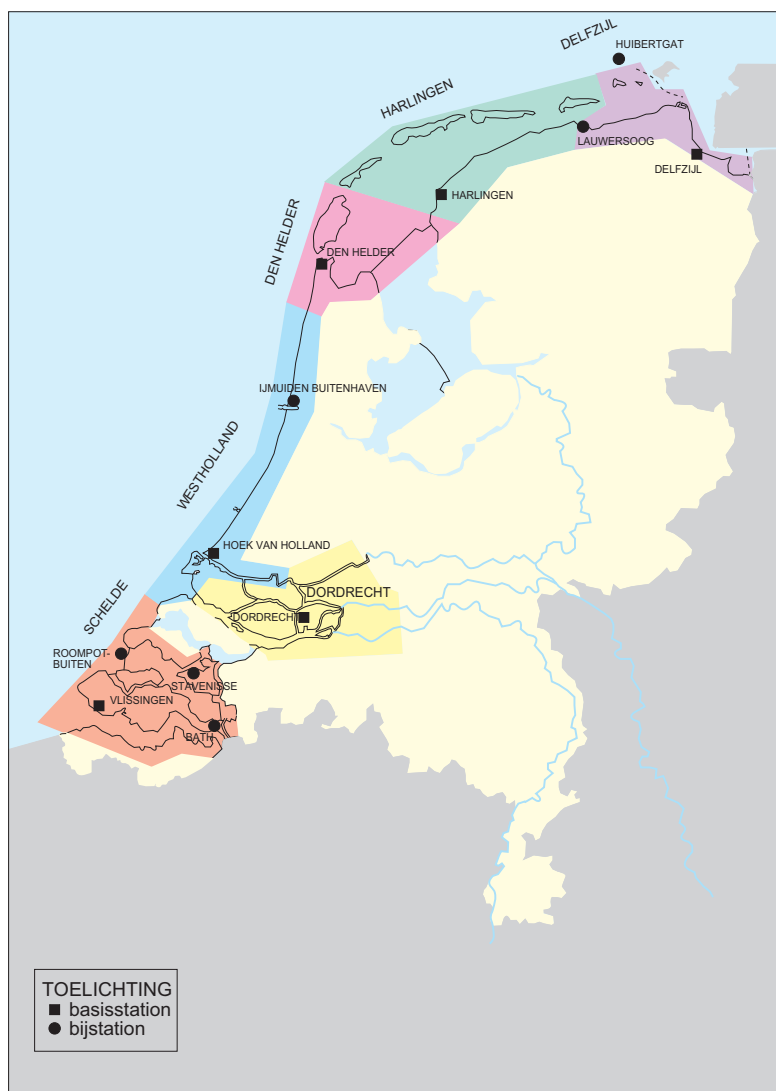 DELFZIJL
HUIBERTGAT
HARLINGEN
LAUWERSOOG
DELFZIJL
HARLINGEN
DEN HELDER
DEN HELDER
IJMUIDEN BUITENHAVEN
WESTHOLLAND
HOEK VAN HOLLAND
SCHELDE
DORDRECHT
DORDRECHT
ROOMPOT-
BUITEN
STAVENISSE
VLISSINGEN
BATH
TOELICHTING
basisstation
bijstation